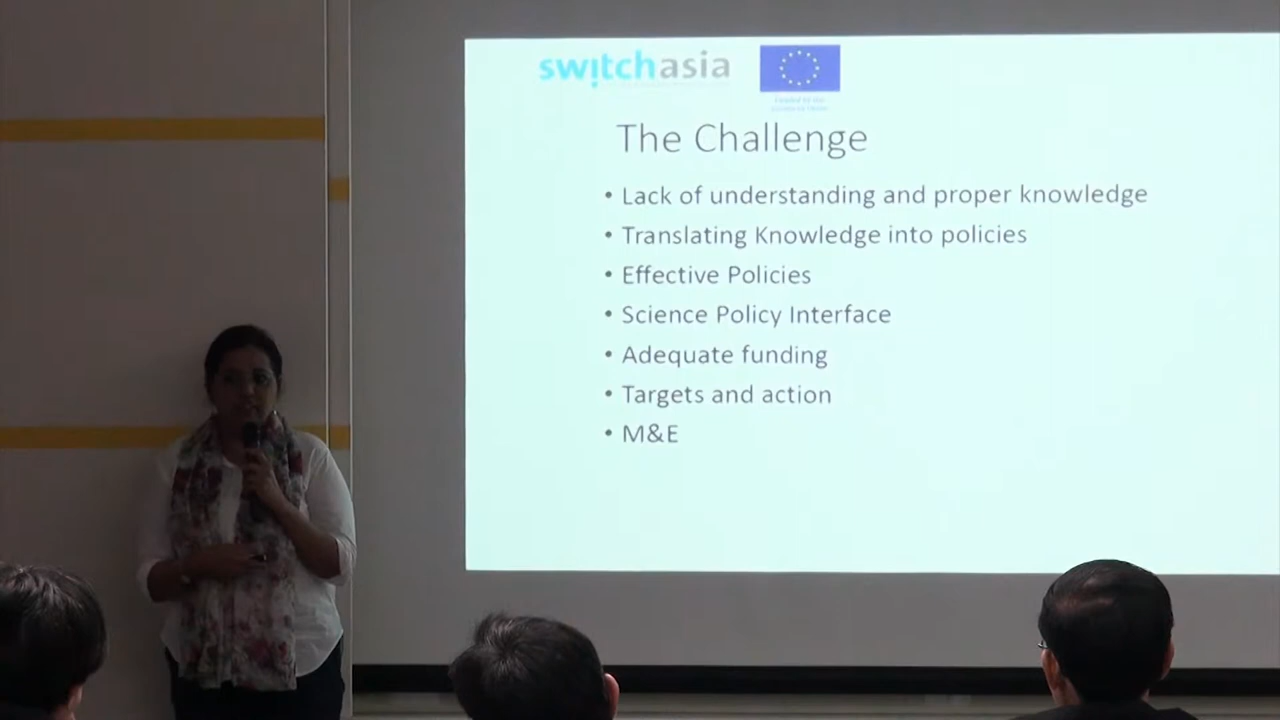 switchasia
The Challenge
• Lack of understanding and proper knowledge
• Translating Knowledge into policies
• Effective Policies
• Science Policy Interface
• Adequate funding
• Targets and action
• M&E